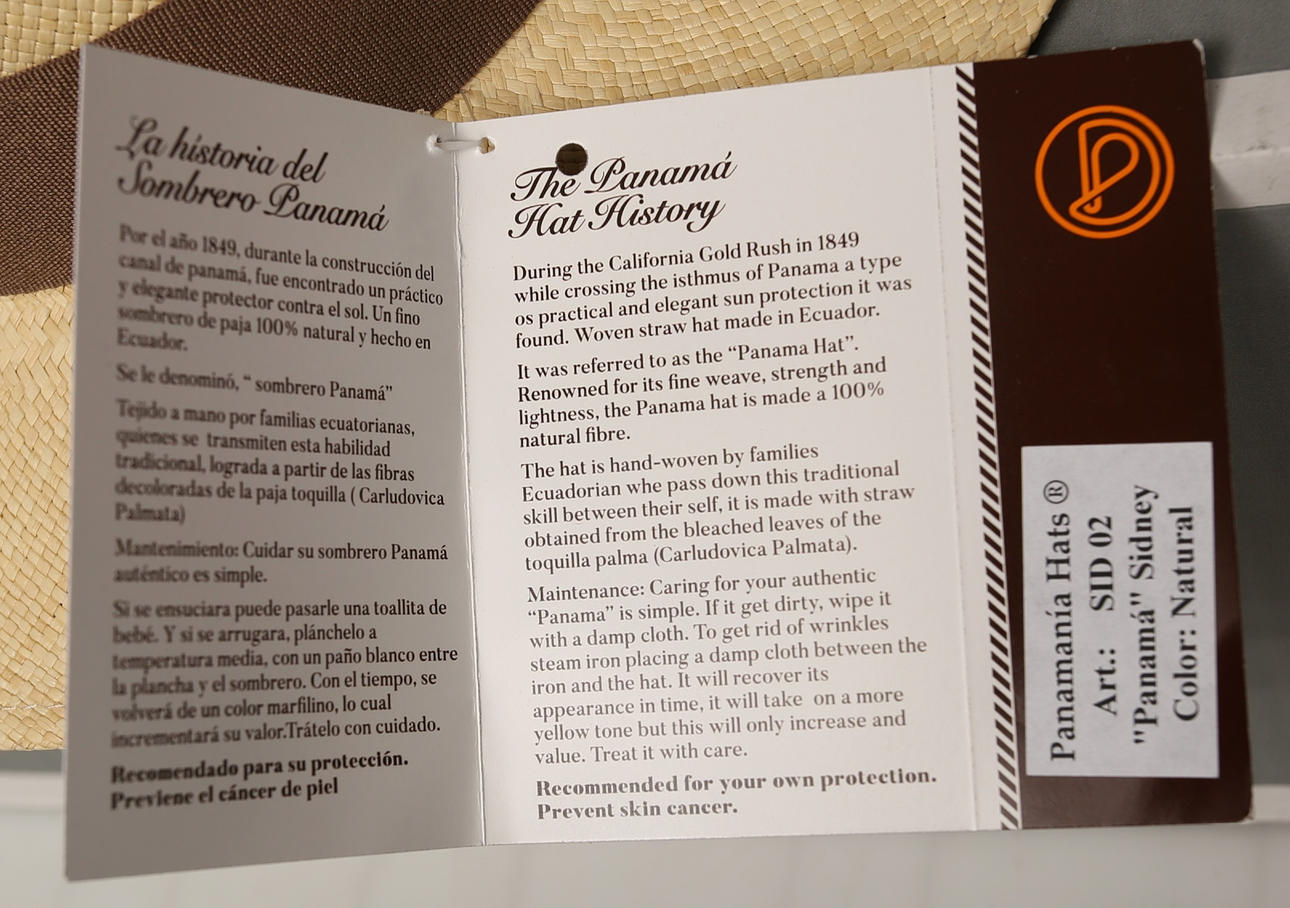 La historia del
Sombrero Panamá
Por el año 1849, durante la construcción del
canal de panamá, fue encontrado un práctico
y elegante protector contra el sol. Un fino
sombrero de paja 100% natural y hecho en
Ecuador.
Se le denominó, “ sombrero Panamá”
Tejido a mano por familias ecuatorianas,
quienes se transmiten esta habilidad
tradicional, lograda a partir de las fibras
decoloradas de la paja toquilla ( Carludovica
Palmata)
Mantenimiento: Cuidar su sombrero Panamá
auténtico es simple.
Si se ensuciara puede pasarle una toallita de
bebé. Y si se arrugara, plánchelo a
temperatura media, con un paño blanco entre
la plancha y el sombrero. Con el tiempo, se
volverá de un color marfilino, lo cual
incrementará su valor.Trátelo con cuidado.
Recomendado para su protección.
Previene el cáncer de piel
The Panamá
Hat History
During the California Gold Rush in 1849
while crossing the isthmus of Panama a type
os practical and elegant sun protection it was
found. Woven straw hat made in Ecuador.
It was referred to as the “Panama Hat”.
Renowned for its fine weave, strength and
lightness, the Panama hat is made a 100%
natural fibre.
The hat is hand-woven by families
Ecuadorian whe pass down this traditional
skill between their self, it is made with straw
obtained from the bleached leaves of the
toquilla palma (Carludovica Palmata).
Maintenance: Caring for your authentic
“Panama” is simple. If it get dirty, wipe it
with a damp cloth. To get rid of wrinkles
steam iron placing a damp cloth between the
iron and the hat. It will recover its
appearance in time, it will take on a more
yellow tone but this will only increase and
value. Treat it with care.
Recommended for your own protection.
Prevent skin cancer.
Panamanía Hats ®
Art.: SID 02
"Panamá" Sidney
Color: Natural